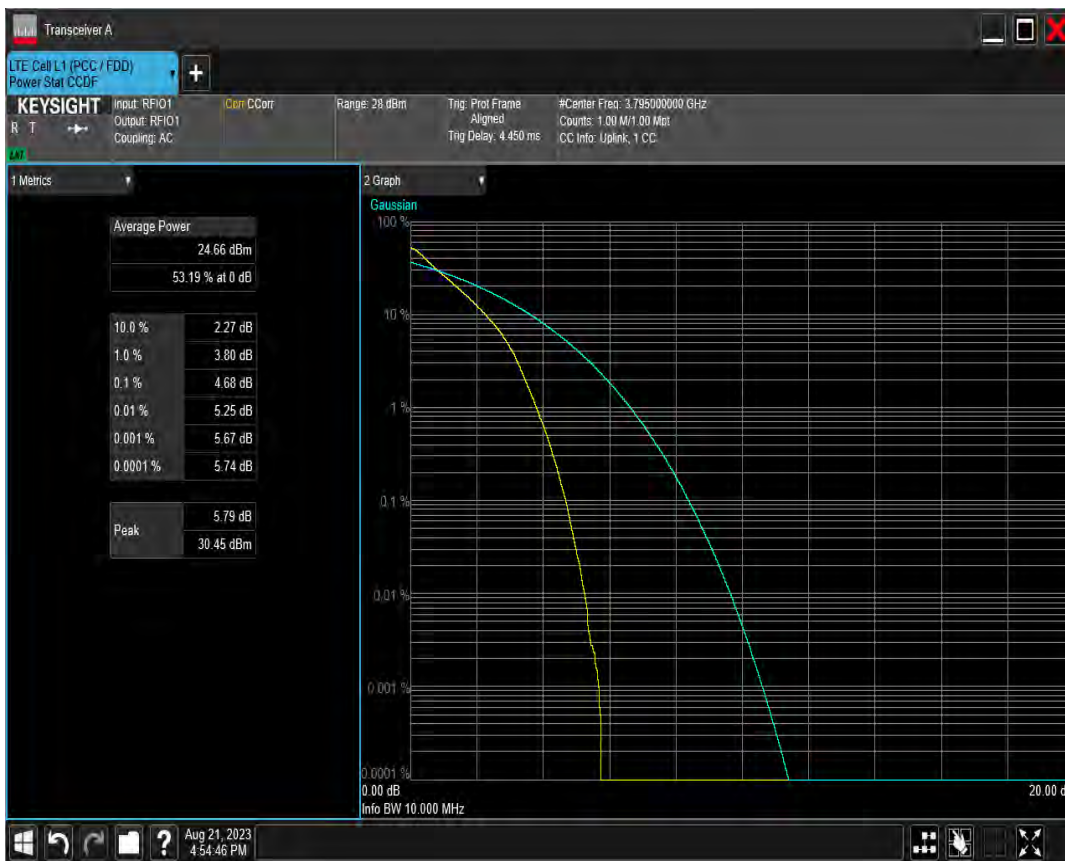 Transceiver A
LTE Cell L1 (PCC / FDD)
Power Stat CCDF
+
KEYSIGHT
R T
LXI
Input: RFIO1
Output: RFIO1
Coupling: AC
Corr CCorr
Range: 28 dBm
Trig: Prot Frame
Aligned
Trig Delay: 4.450 ms
#Center Freq: 3.795000000 GHz
Counts: 1.00 M/1.00 Mpt
CC Info: Uplink, 1 CC
1 Metrics
Average Power
24.66 dBm
53.19 % at 0 dB
10.0 % 2.27 dB
1.0 % 3.80 dB
0.1 % 4.68 dB
0.01 % 5.25 dB
0.001 % 5.67 dB
0.0001 % 5.74 dB
Peak
5.79 dB
30.45 dBm
2 Graph
Gaussian
100 %
10 %
1 %
0.1 %
0.01 %
0.001 %
0.0001 %
0.00 dB
20.00 d
Info BW 10.000 MHz
?
Aug 21, 2023
4:54:46 PM